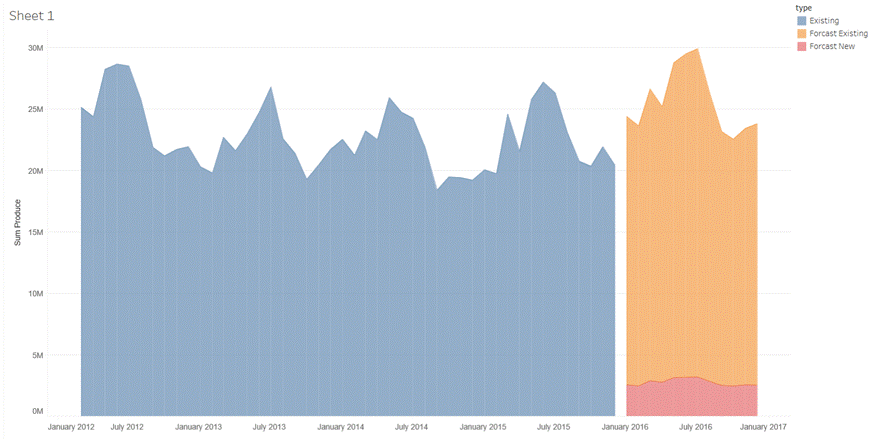 Sheet 1
type
Existing
Forcast Existing
Forcast New
30M
25M
20M
15M
10M
5M
0M
Sum Produce
January 2012
July 2012
January 2013
July 2013
January 2014
July 2014
January 2015
July 2015
January 2016
July 2016
January 2017